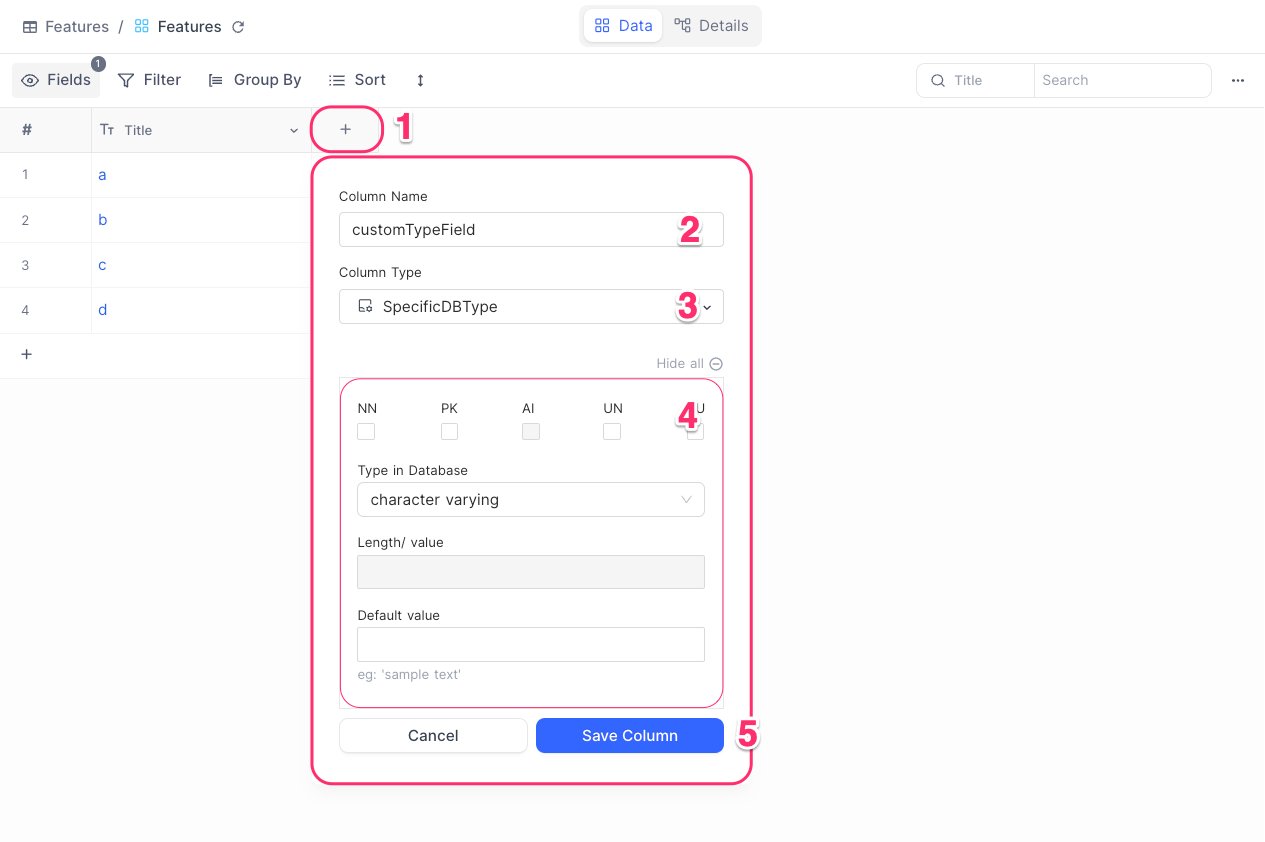 Features / Features
Data Details
Fields 1 Filter Group By Sort Title Search
# Title + 1
1 a
2 b
3 c
4 d
+
Column Name
customTypeField 2
Column Type
SpecificDBType 3
Hide all
NN PK AI UN U 4
Type in Database
character varying
Length/ value
Default value
eg: 'sample text'
Cancel Save Column 5